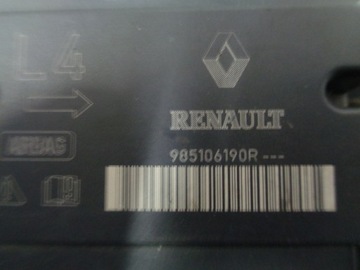 L4
RENAULT
AIRBAG
985106190R ---